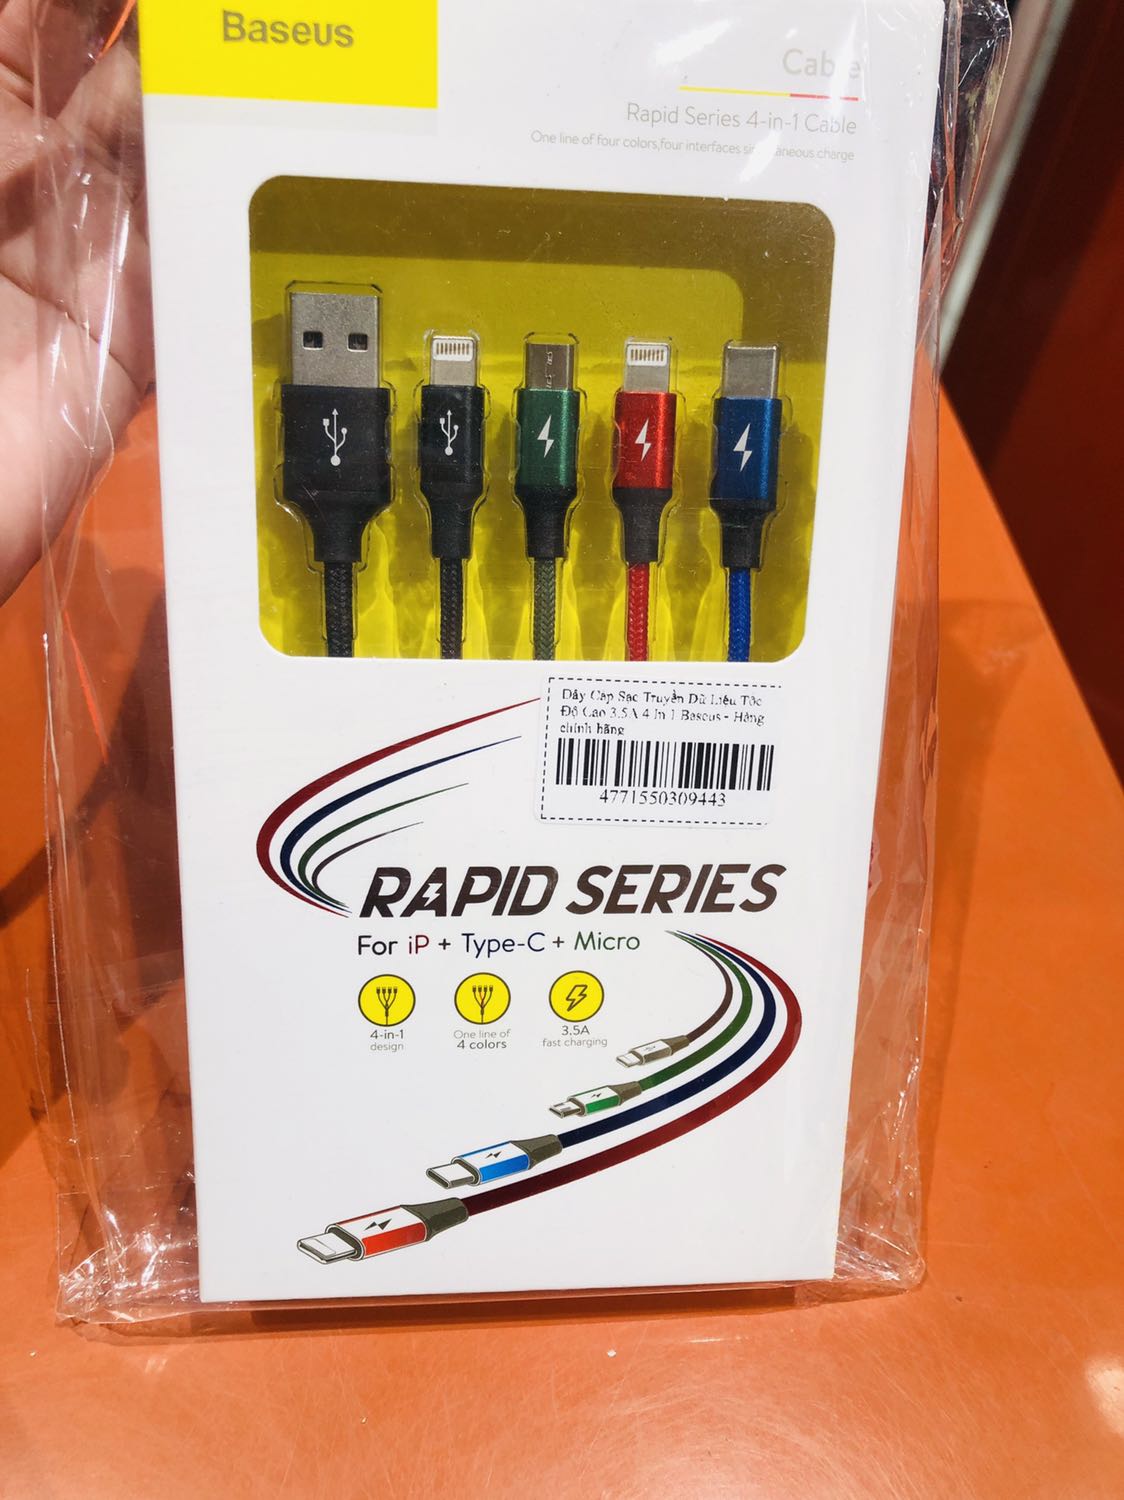 Baseus
Cable
Rapid Series 4-in-1 Cable
One line of four colors,four interfaces simultaneous charge
Dây Cáp Sạc Truyền Dữ Liệu Tốc
Độ Cao 3.5A 4 In 1 Baseus - Hàng
chính hãng
4771550309443
RAPID SERIES
For iP + Type-C + Micro
4-in-1
design
One line of
4 colors
3.5A
fast charging